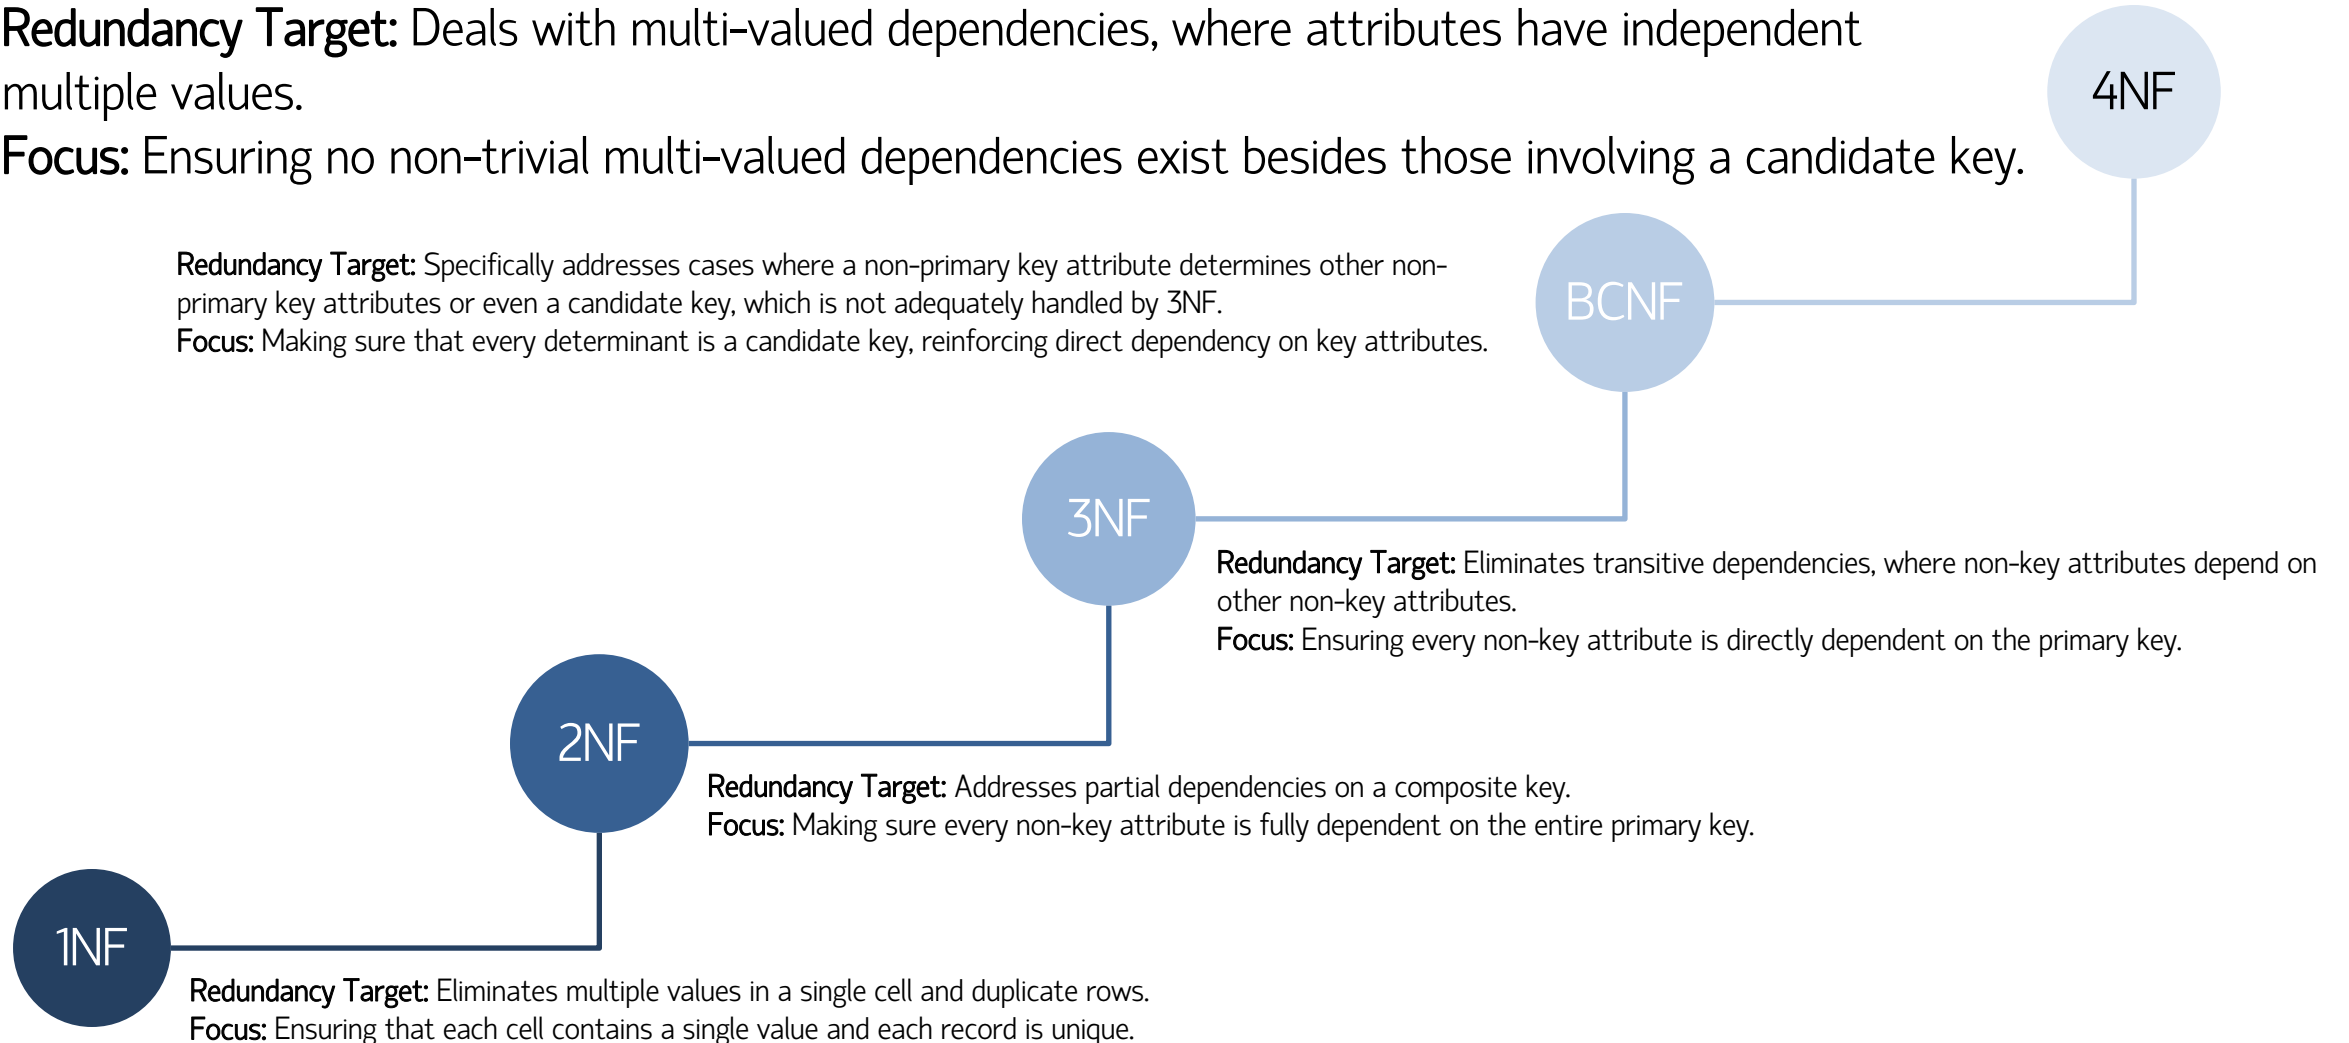 Redundancy Target: Deals with multi-valued dependencies, where attributes have independent
multiple values.
Focus: Ensuring no non-trivial multi-valued dependencies exist besides those involving a candidate key.
4NF
Redundancy Target: Specifically addresses cases where a non-primary key attribute determines other non-
primary key attributes or even a candidate key, which is not adequately handled by 3NF.
Focus: Making sure that every determinant is a candidate key, reinforcing direct dependency on key attributes.
BCNF
3NF
Redundancy Target: Eliminates transitive dependencies, where non-key attributes depend on
other non-key attributes.
Focus: Ensuring every non-key attribute is directly dependent on the primary key.
2NF
Redundancy Target: Addresses partial dependencies on a composite key.
Focus: Making sure every non-key attribute is fully dependent on the entire primary key.
1NF
Redundancy Target: Eliminates multiple values in a single cell and duplicate rows.
Focus: Ensuring that each cell contains a single value and each record is unique.